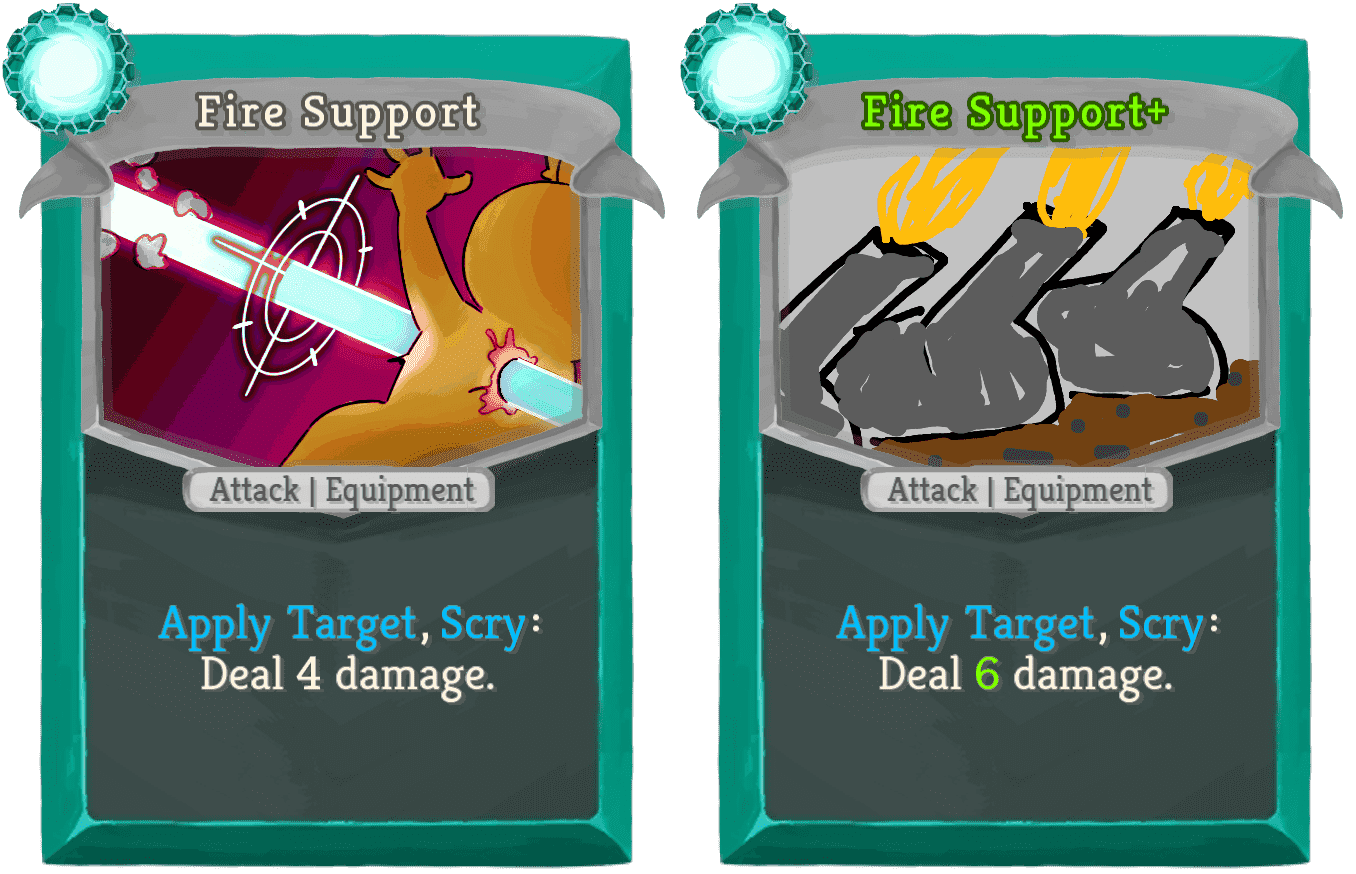 Fire Support
Attack | Equipment
Apply Target, Scry:
Deal 4 damage.
Fire Support+
Attack | Equipment
Apply Target, Scry:
Deal 6 damage.